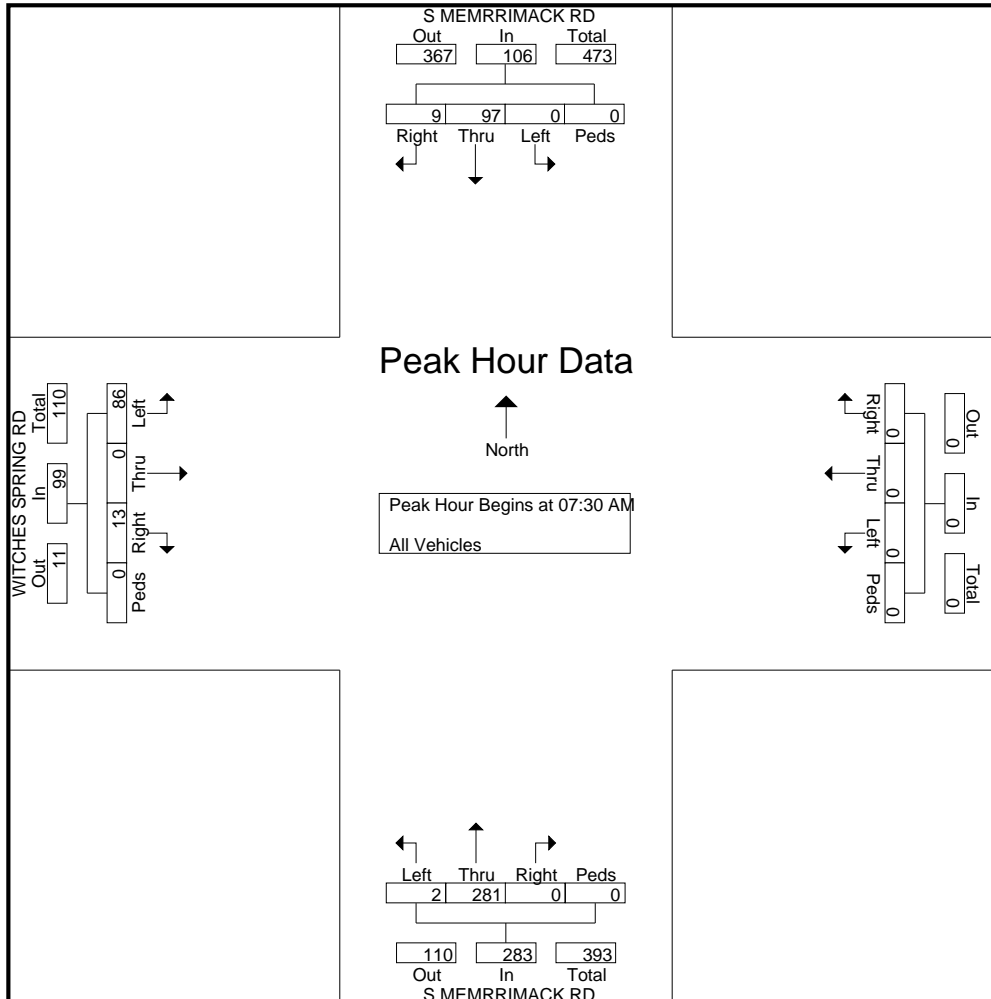 S MEMRRIMACK RD
Out In Total
367 106 473
9 97 0 0
Right Thru Left Peds
Peak Hour Data
North
Peak Hour Begins at 07:30 AM
All Vehicles
WITCHES SPRING RD
Total In Out
110 99 11
86 0 13 0
Left Thru Right Peds
Right Thru Left Peds
0 0 0 0
Out In Total
0 0 0
Left Thru Right Peds
2 281 0 0
110 283 393
Out In Total
S MEMRRIMACK RD